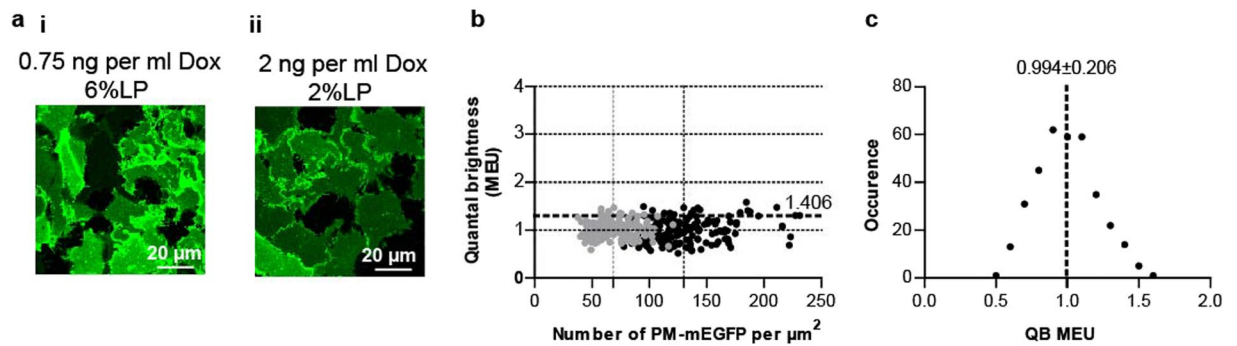 a i
0.75 ng per ml Dox
6%LP
20 µm
ii
2 ng per ml Dox
2%LP
20 µm
b
Quantal brightness
(MEU)
4
3
2
1
0
1.406
0
50
100
150
200
250
Number of PM-mEGFP per µm²
c
0.994±0.206
Occurence
80
60
40
20
0
0.0
0.5
1.0
1.5
2.0
QB MEU